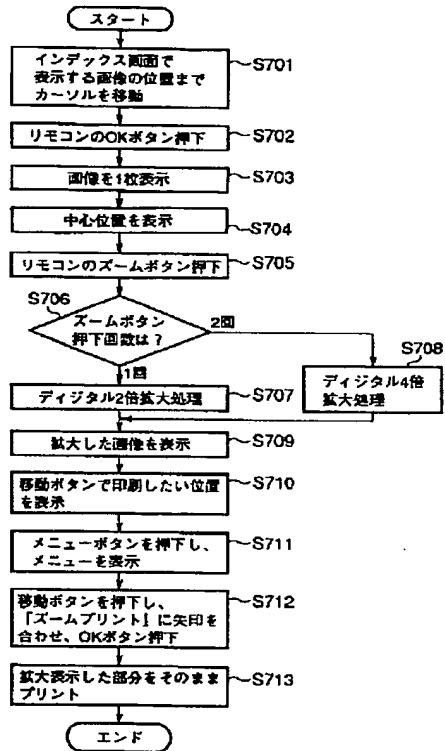 スタート
インデックス画面で
表示する画像の位置まで
カーソルを移動
S701
リモコンのOKボタン押下
S702
画像を1枚表示
S703
中心位置を表示
S704
リモコンのズームボタン押下
S705
S706
ズームボタン
押下回数は?
2回
1回
S708
ディジタル4倍
拡大処理
ディジタル2倍拡大処理
S707
拡大した画像を表示
S709
移動ボタンで印刷したい位置
を表示
S710
メニューボタンを押下し、
メニューを表示
S711
移動ボタンを押下し、
「ズームプリント」に矢印を
合わせ、OKボタン押下
S712
拡大表示した部分をそのまま
プリント
S713
エンド